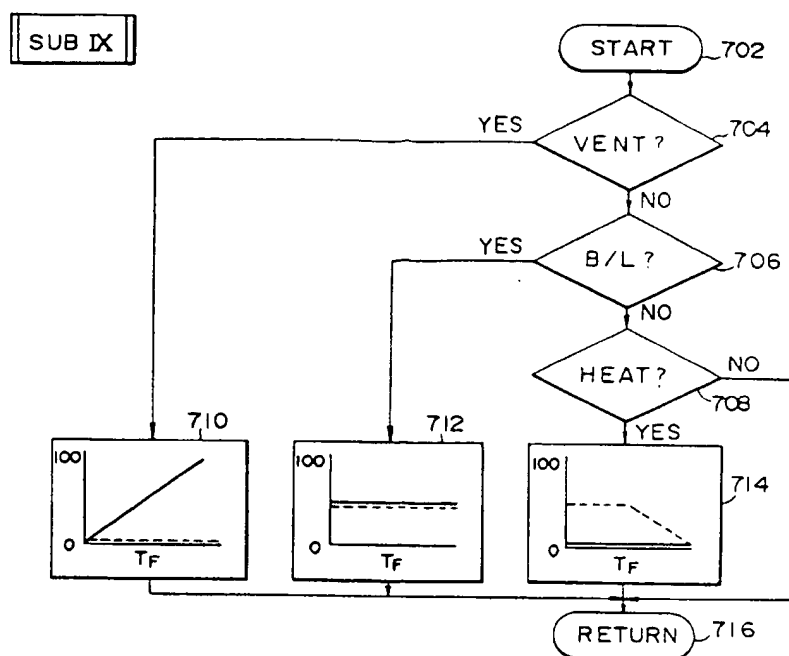 SUB IX
START
702
YES
VENT?
704
NO
YES
B/L?
706
NO
HEAT?
NO
708
YES
710
100
0
TF
712
100
0
TF
714
100
0
TF
RETURN
716